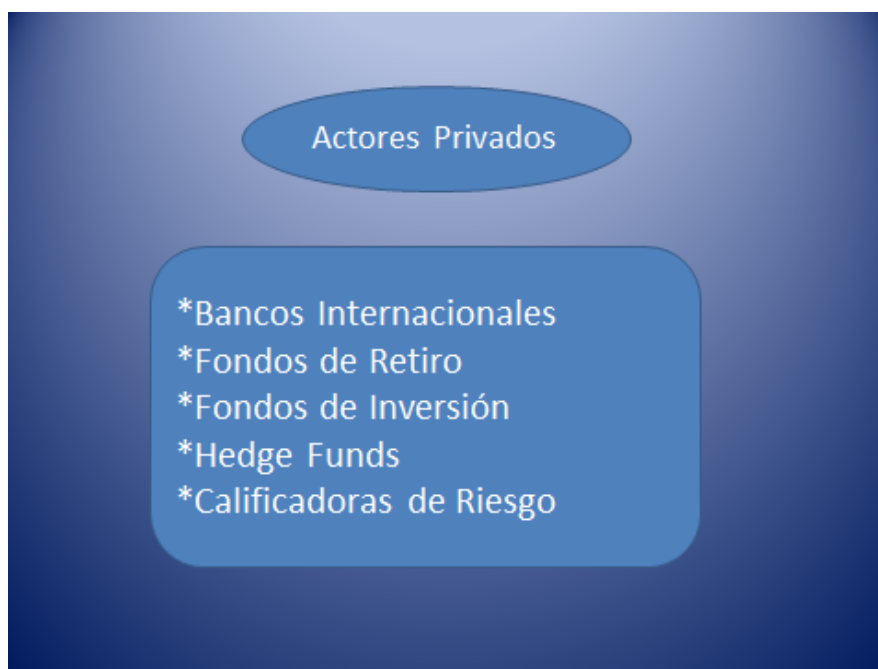 Actores Privados
*Bancos Internacionales
*Fondos de Retiro
*Fondos de Inversión
*Hedge Funds
*Calificadoras de Riesgo